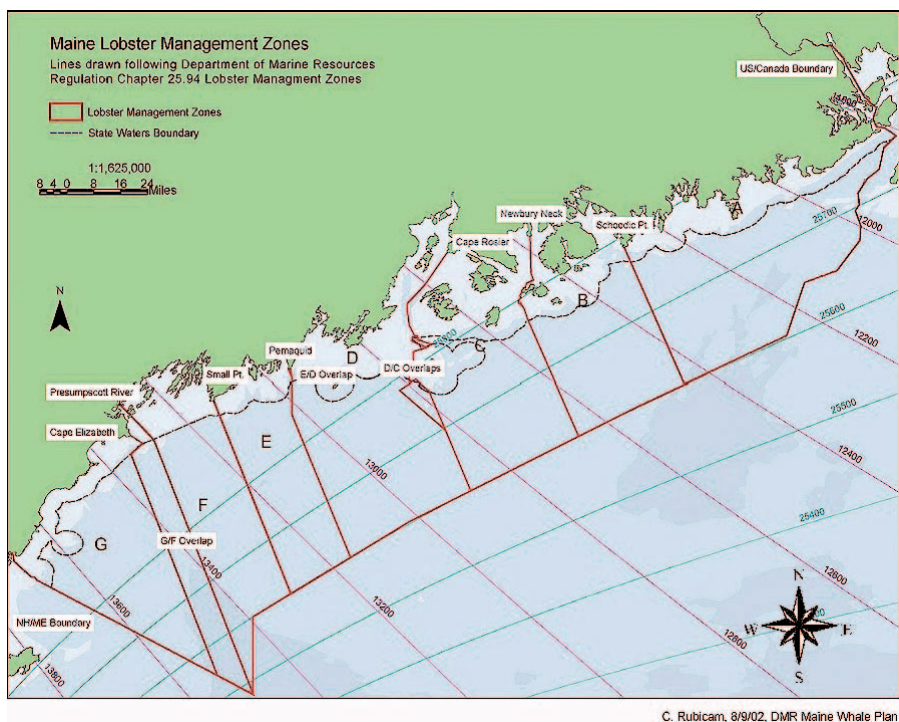 Maine Lobster Management Zones
Lines drawn following Department of Marine Resources
Regulation Chapter 25.94 Lobster Managment Zones
Lobster Management Zones
State Waters Boundary
1:1,625,000
8 4 0 8 16 24
Miles
US/Canada Boundary
A
12000
25700
Newbury Neck
Schoodic Pt.
Cape Rosier
B
25600
12200
N
C
D
Pemaquid
E/D Overlap
D/C Overlaps
Small Pt.
Presumpscott River
25500
Cape Elizabeth
E
12400
13000
F
25400
G
G/F Overlap
13400
12600
13200
13600
NH/ME Boundary
12800
13800
N
W E
S
C. Rubicam, 8/9/02, DMR Maine Whale Plan